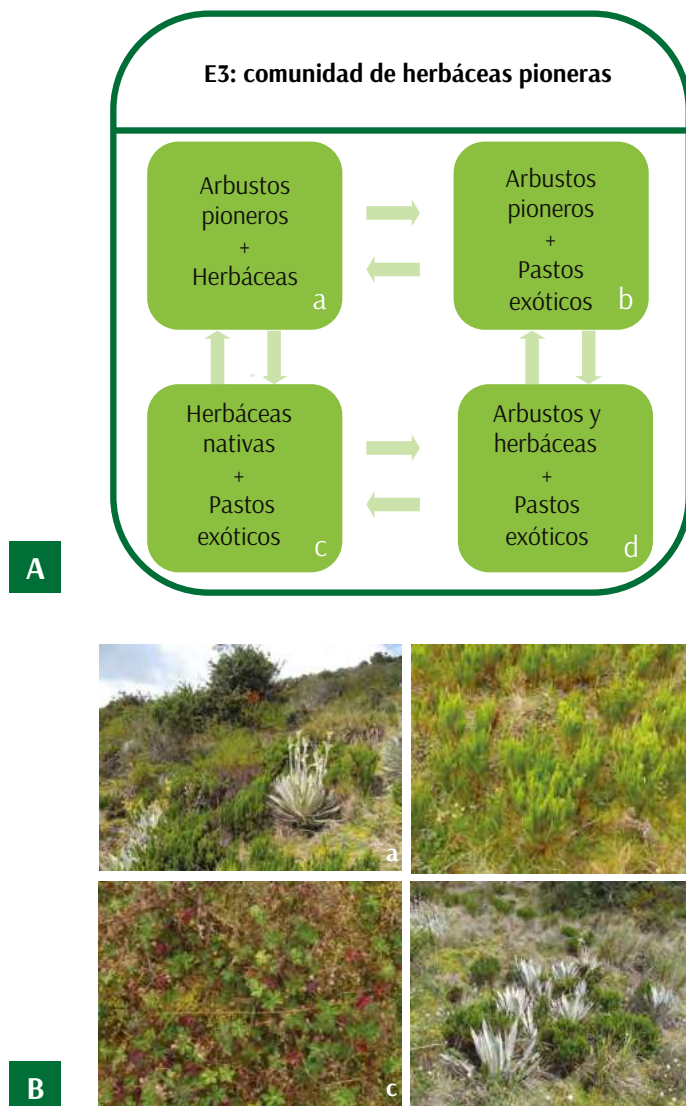 E3: comunidad de herbáceas pioneras
Arbustos
pioneros
+
Herbáceas
a
Arbustos
pioneros
+
Pastos
exóticos
b
Herbáceas
nativas
+
Pastos
exóticos
c
Arbustos y
herbáceas
+
Pastos
exóticos
d
A
a
c
B